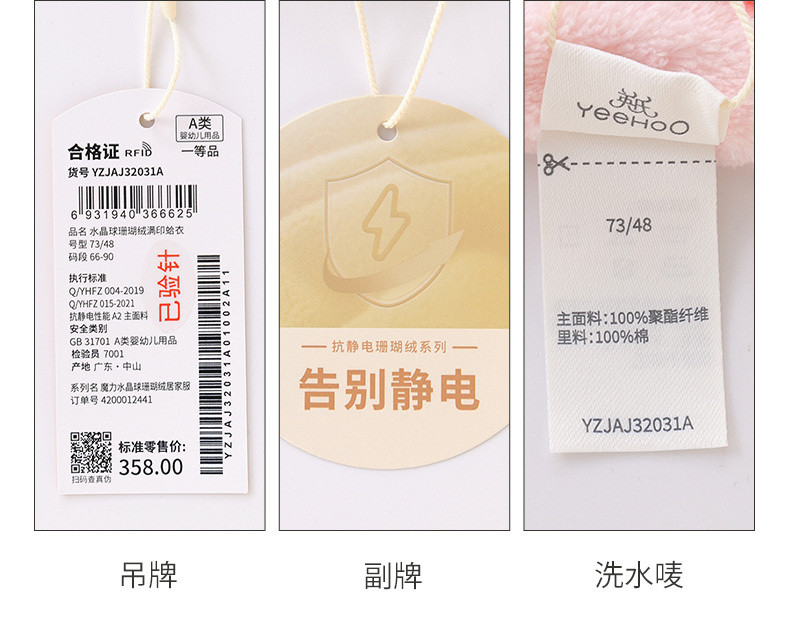 A类
婴幼儿用品
合格证 RFID
一等品
货号 YZJAJ32031A
6 931940 366625
品名 水晶球珊瑚绒满印蛤衣
号型 73/48
码段 66-90
执行标准
Q/YHFZ 004-2019
Q/YHFZ 015-2021
抗静电性能 A2 主面料
安全类别
GB 31701 A类婴幼儿用品
检验员 7001
产地 广东·中山
已验针
系列名 魔力水晶球珊瑚绒居家服
订单号 4200012441
标准零售价:
358.00
扫码查真伪
YZJAJ32031A01002A11
抗静电珊瑚绒系列
告别静电
英氏
YeeHoO
73/48
主面料:100%聚酯纤维
里料:100%棉
YZJAJ32031A
吊牌
副牌
洗水唛